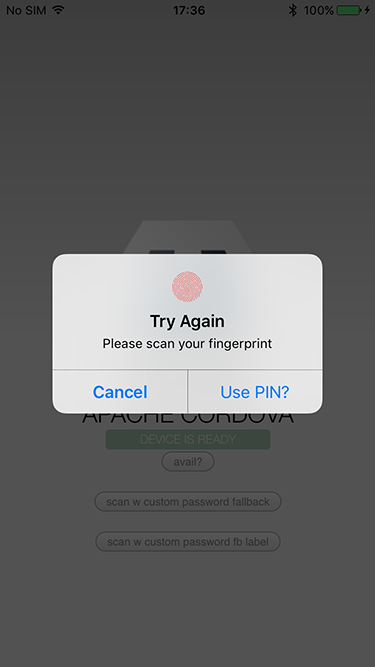 No SIM 17:36 100%
Try Again
Please scan your fingerprint
Cancel Use PIN?
APACHE CORDOVA
DEVICE IS READY
avail?
scan w custom password fallback
scan w custom password fb label